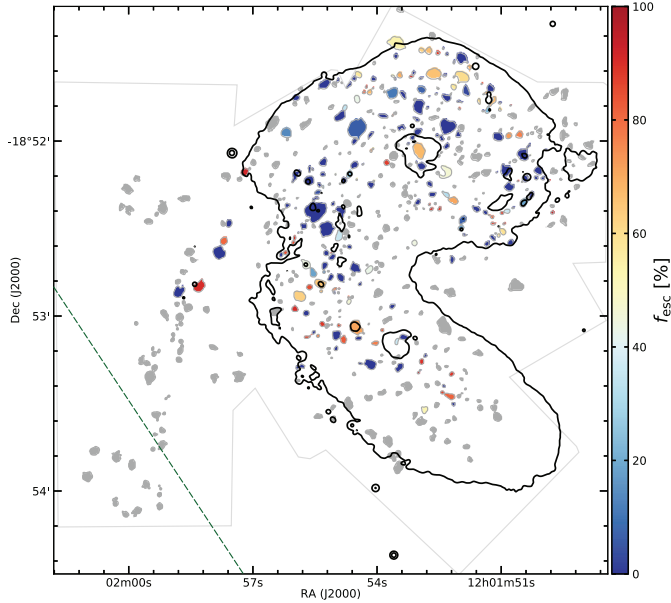 100
80
60
40
20
0
f_esc [%]
-18°52'
53'
54'
Dec (J2000)
02m00s
57s
54s
12h01m51s
RA (J2000)